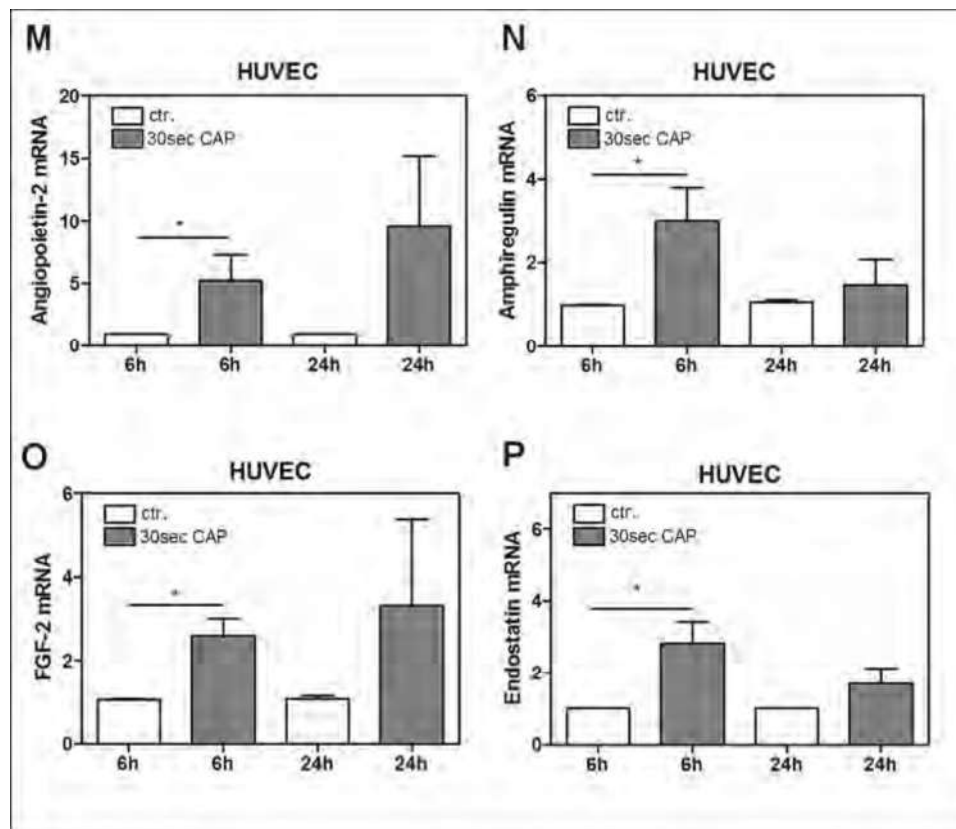 M
HUVEC
Angiopoietin-2 mRNA
20
15
10
5
0
ctr.
30sec CAP
*
6h 6h 24h 24h
N
HUVEC
Amphiregulin mRNA
6
4
2
0
ctr.
30sec CAP
*
6h 6h 24h 24h
O
HUVEC
FGF-2 mRNA
6
4
2
0
ctr.
30sec CAP
*
6h 6h 24h 24h
P
HUVEC
Endostatin mRNA
6
4
2
0
ctr.
30sec CAP
*
6h 6h 24h 24h